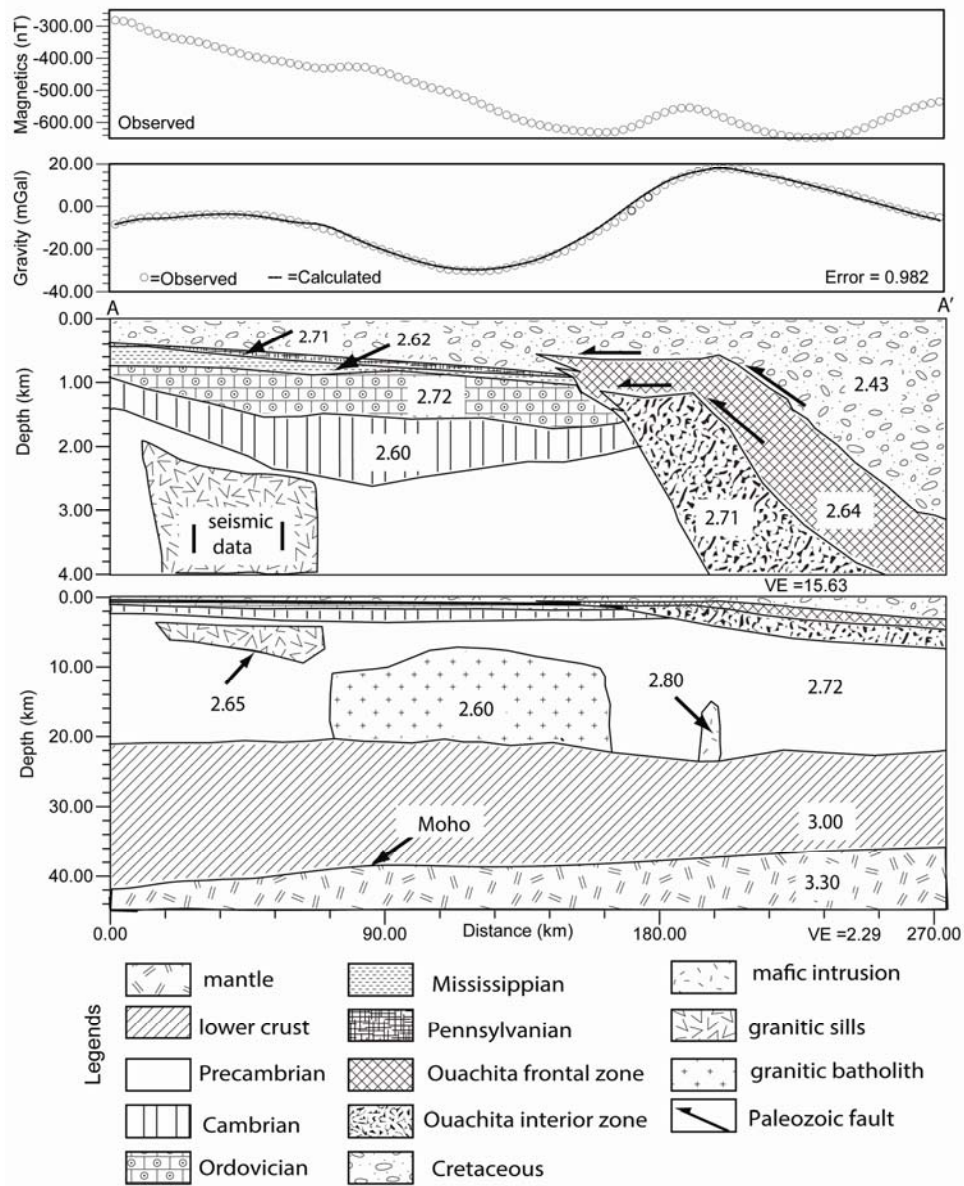 -300.00
-400.00
-500.00
-600.00
Magnetics (nT)
Observed
20.00
0.00
-20.00
-40.00
Gravity (mGal)
=Observed =Calculated
Error = 0.982
A A'
0.00
1.00
2.00
3.00
4.00
Depth (km)
2.71
2.62
2.72
2.43
2.60
2.71
2.64
seismic
data
VE =15.63
0.00
10.00
20.00
30.00
40.00
Depth (km)
2.65
2.60
2.80
2.72
Moho
3.00
3.30
0.00 90.00 Distance (km) 180.00 VE =2.29 270.00
Legends
mantle
lower crust
Precambrian
Cambrian
Ordovician
Mississippian
Pennsylvanian
Ouachita frontal zone
Ouachita interior zone
Cretaceous
mafic intrusion
granitic sills
granitic batholith
Paleozoic fault